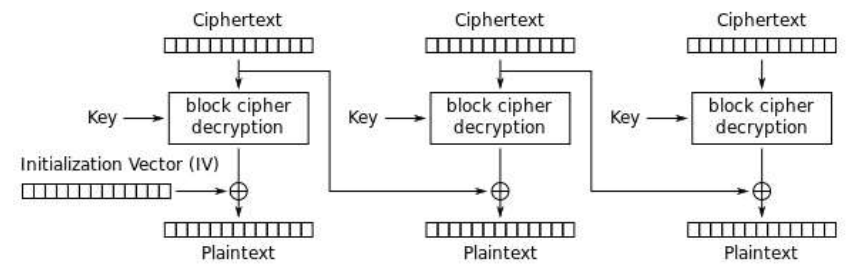 Ciphertext Ciphertext Ciphertext
Key block cipher decryption Key block cipher decryption Key block cipher decryption
Initialization Vector (IV)
Plaintext Plaintext Plaintext